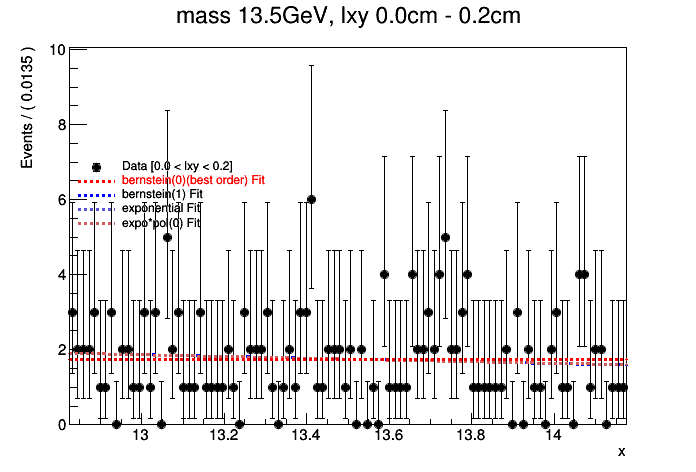 mass 13.5GeV, lxy 0.0cm - 0.2cm
Events / ( 0.0135 )
10
8
6
4
2
0
Data [0.0 < lxy < 0.2]
bernstein(0)(best order) Fit
bernstein(1) Fit
exponential Fit
expo*pol(0) Fit
13 13.2 13.4 13.6 13.8 14
x